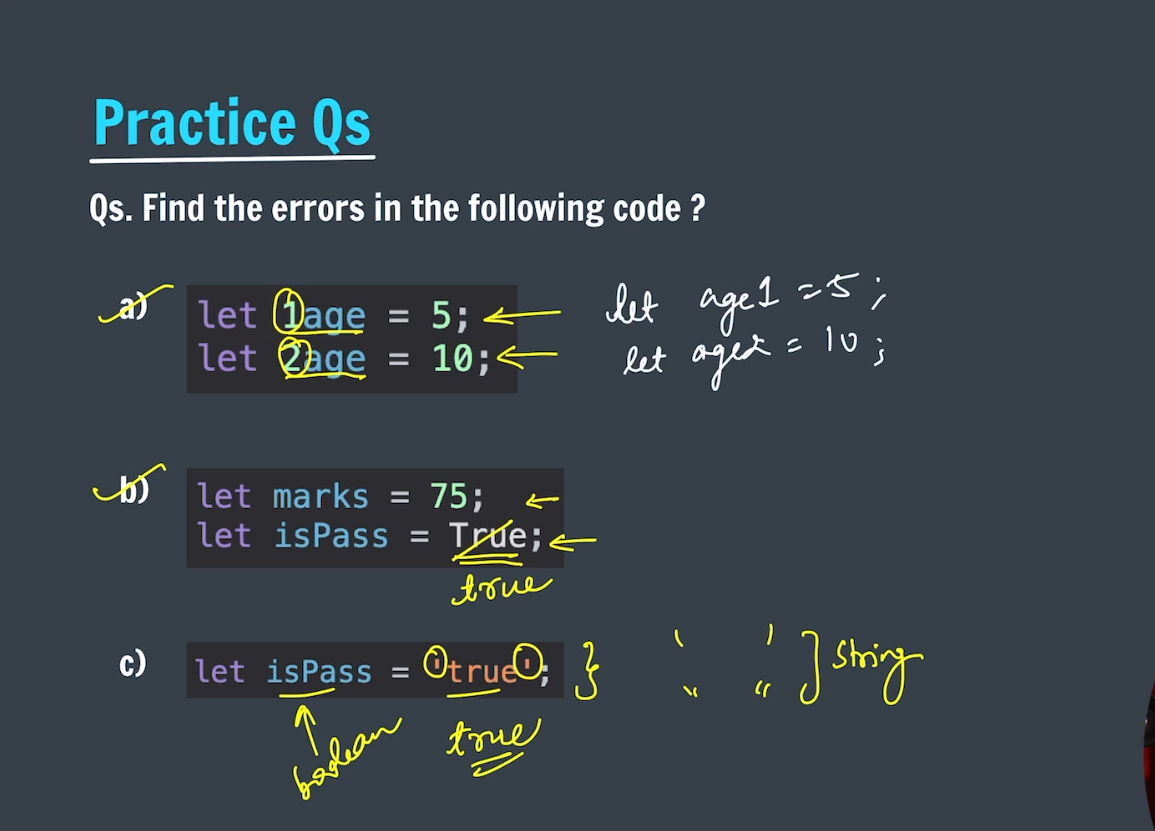 Practice Qs
Qs. Find the errors in the following code ?
a)
let 1age = 5;
let 2age = 10;
let age1 = 5;
let age2 = 10;
b)
let marks = 75;
let isPass = True;
true
c)
let isPass = 'true';
} ' ' } String
" "
boolean
true